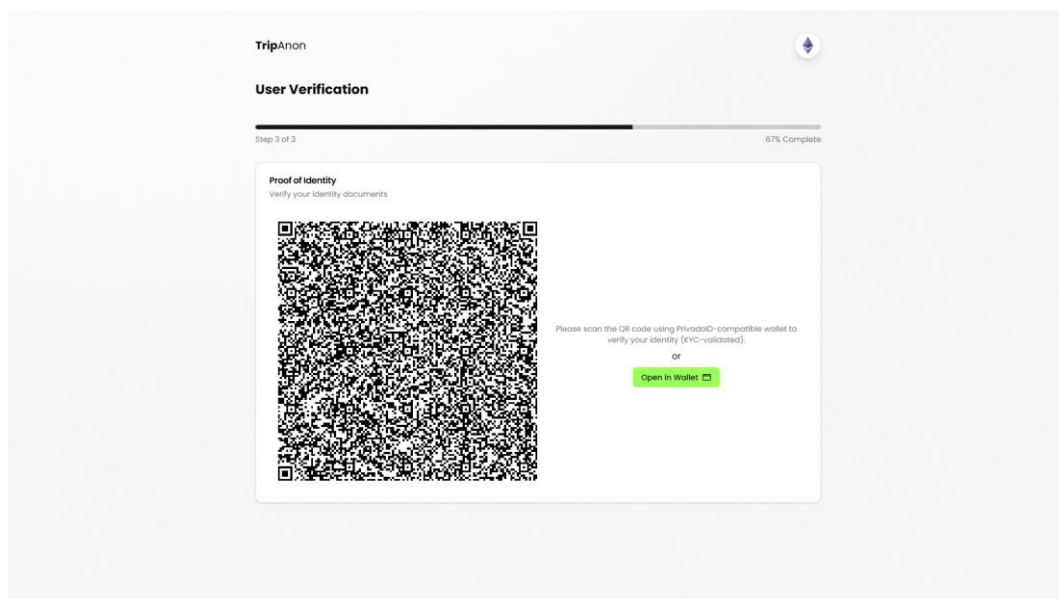 TripAnon
User Verification
Step 3 of 3
67% Complete
Proof of Identity
Verify your identity documents
Please scan the QR code using PrivadoID-compatible wallet to
verify your identity (KYC-validated).
or
Open in Wallet